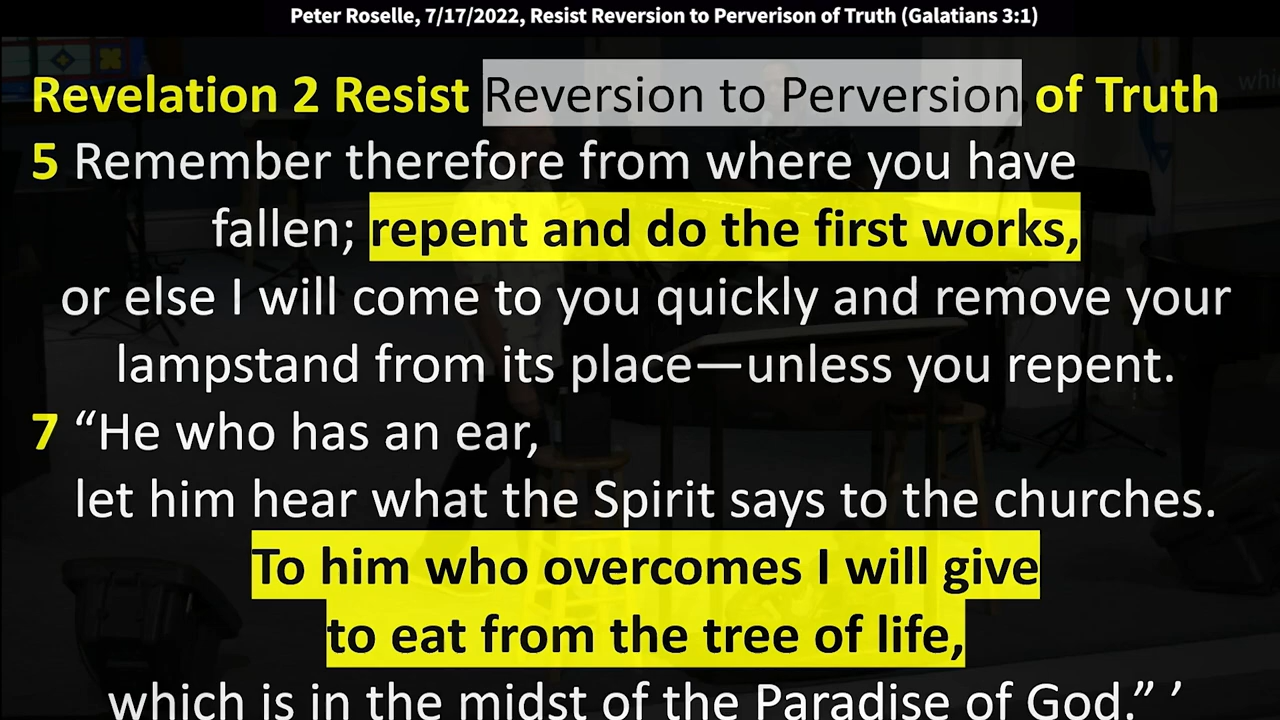 Peter Roselle, 7/17/2022, Resist Reversion to Perverison of Truth (Galatians 3:1)
Revelation 2 Resist Reversion to Perversion of Truth
5 Remember therefore from where you have
fallen; repent and do the first works,
or else I will come to you quickly and remove your
lampstand from its place—unless you repent.
7 “He who has an ear,
let him hear what the Spirit says to the churches.
To him who overcomes I will give
to eat from the tree of life,
which is in the midst of the Paradise of God.” ’